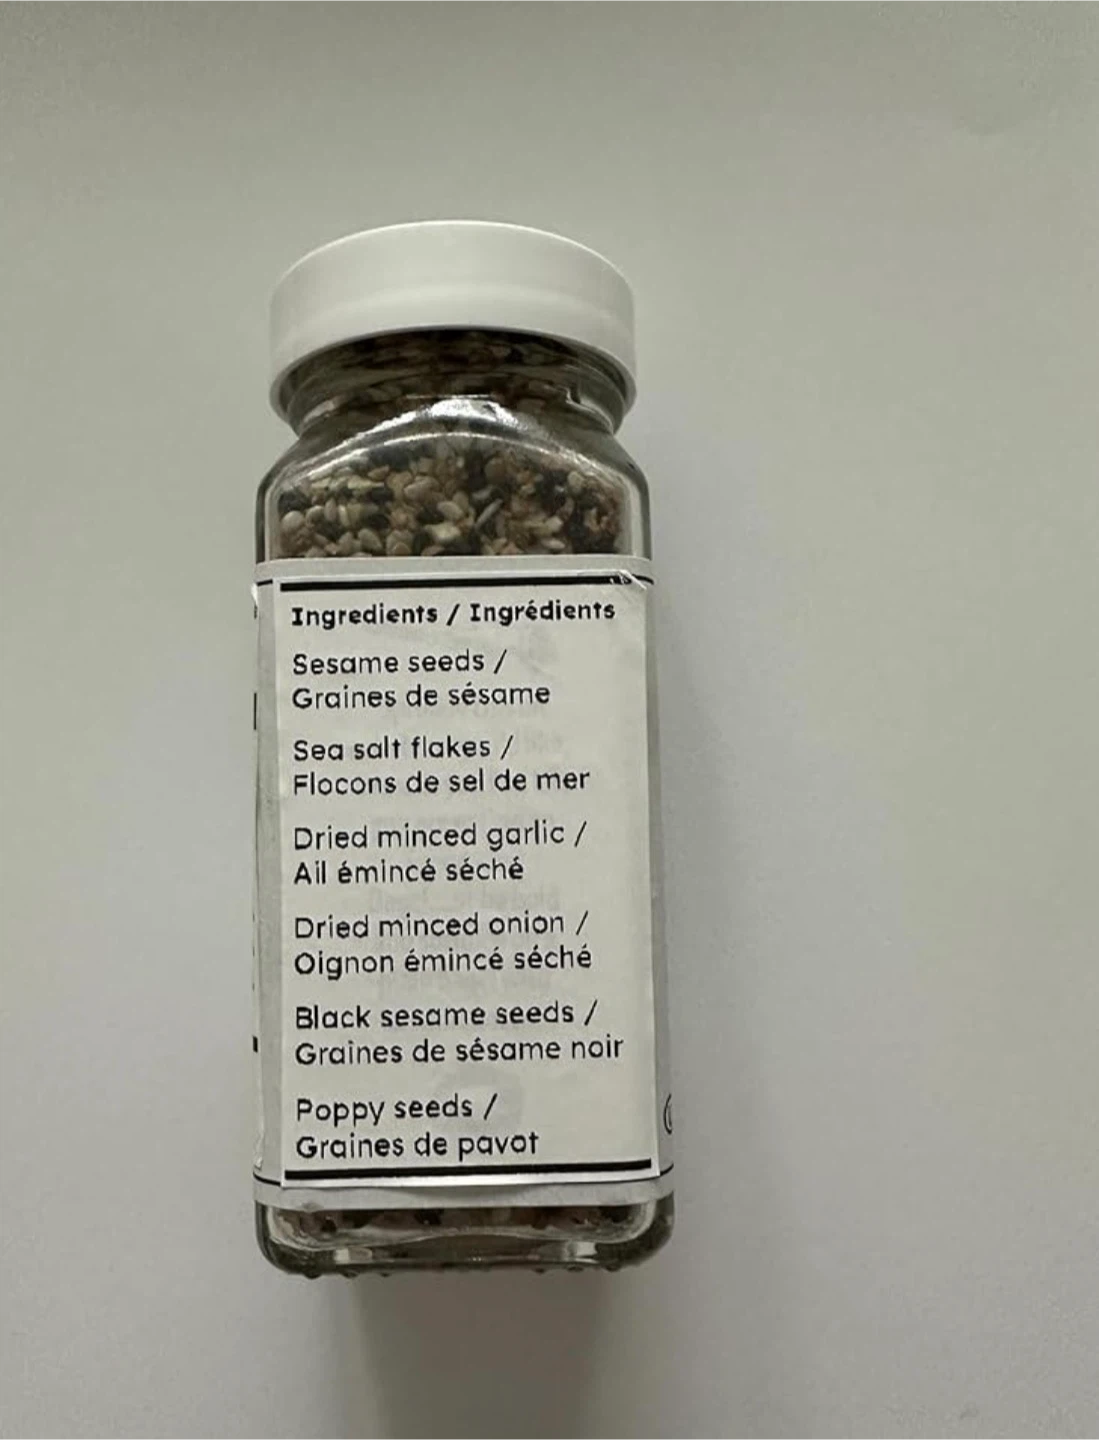 Ingredients / Ingrédients
Sesame seeds /
Graines de sésame
Sea salt flakes /
Flocons de sel de mer
Dried minced garlic /
Ail émincé séché
Dried minced onion /
Oignon émincé séché
Black sesame seeds /
Graines de sésame noir
Poppy seeds /
Graines de pavot